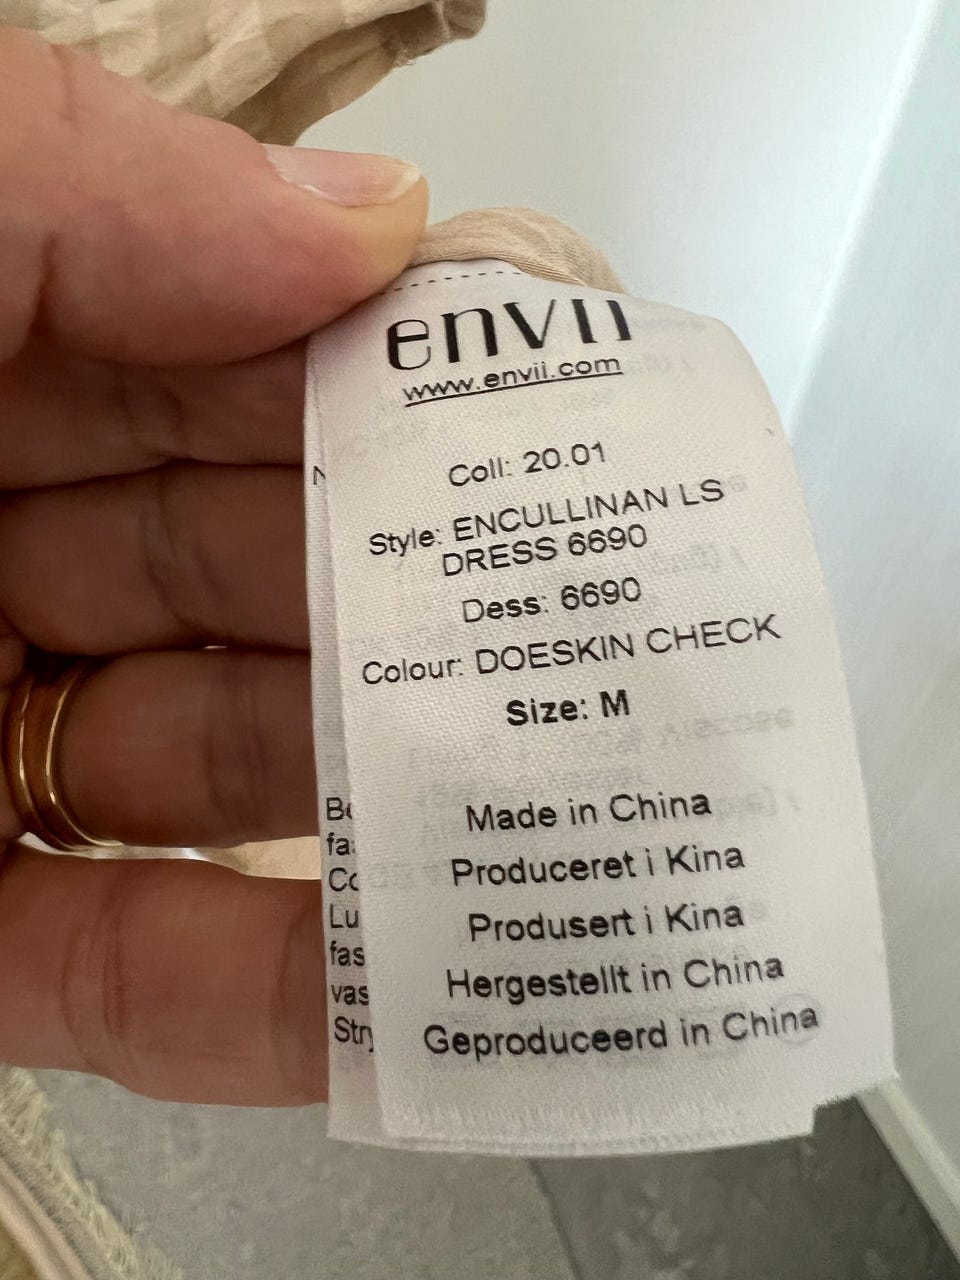 envii
www.envii.com
Coll: 20.01
Style: ENCULLINAN LS
DRESS 6690
Dess: 6690
Colour: DOESKIN CHECK
Size: M
Made in China
Produceret i Kina
Produsert i Kina
Hergestellt in China
Geproduceerd in China